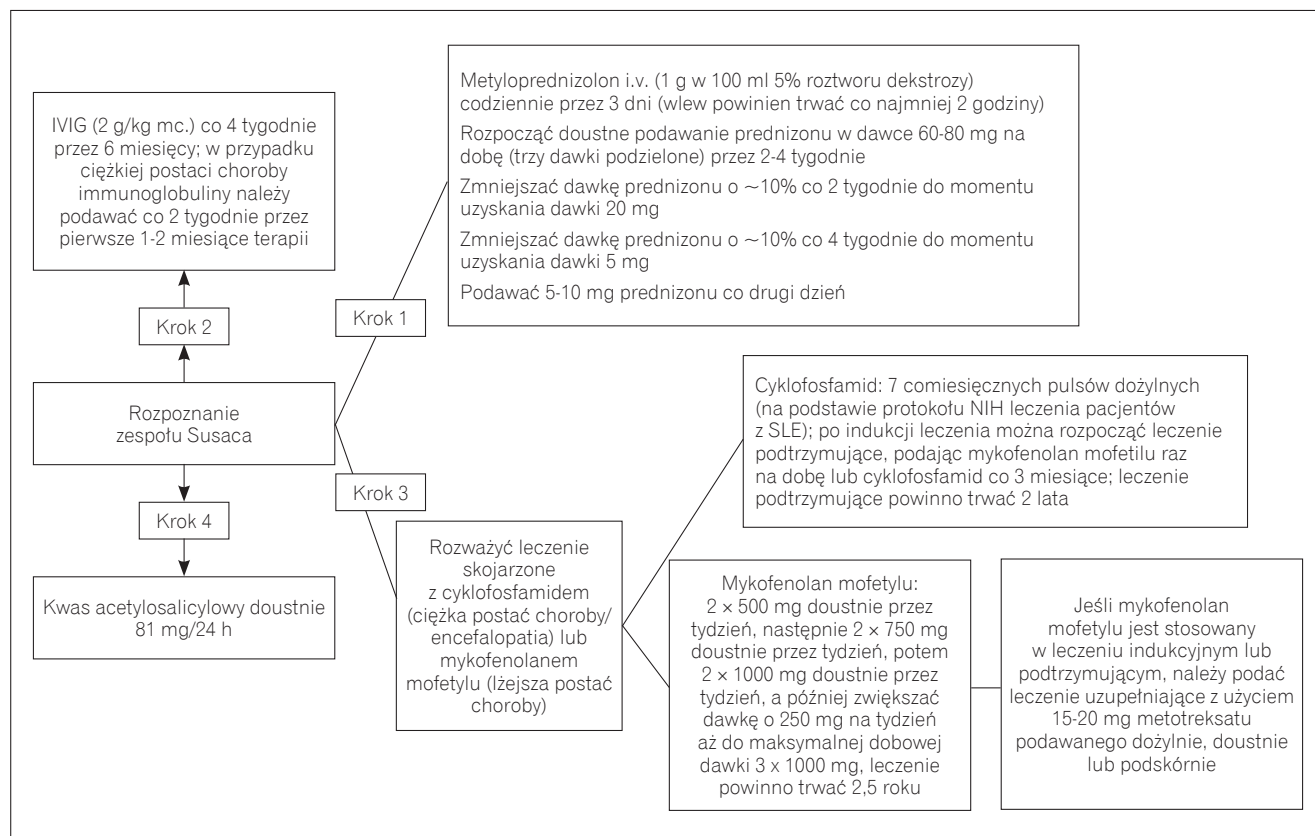 Metyloprednizolon i.v. (1 g w 100 ml 5% roztworu dekstrozy)
codziennie przez 3 dni (wlew powinien trwać co najmniej 2 godziny)
Rozpocząć doustne podawanie prednizonu w dawce 60-80 mg na
dobę (trzy dawki podzielone) przez 2-4 tygodnie
Zmniejszać dawkę prednizonu o ~10% co 2 tygodnie do momentu
uzyskania dawki 20 mg
Zmniejszać dawkę prednizonu o ~10% co 4 tygodnie do momentu
uzyskania dawki 5 mg
Podawać 5-10 mg prednizonu co drugi dzień
IVIG (2 g/kg mc.) co 4 tygodnie
przez 6 miesięcy; w przypadku
ciężkiej postaci choroby
immunoglobuliny należy
podawać co 2 tygodnie przez
pierwsze 1-2 miesiące terapii
Krok 2
Krok 1
Rozpoznanie
zespołu Susaca
Krok 3
Krok 4
Kwas acetylosalicylowy doustnie
81 mg/24 h
Rozważyć leczenie
skojarzone
z cyklofosfamidem
(ciężka postać choroby/
encefalopatia) lub
mykofenolanem
mofetylu (lżejsza postać
choroby)
Cyklofosfamid: 7 comiesięcznych pulsów dożylnych
(na podstawie protokołu NIH leczenia pacjentów
z SLE); po indukcji leczenia można rozpocząć leczenie
podtrzymujące, podając mykofenolan mofetilu raz
na dobę lub cyklofosfamid co 3 miesiące; leczenie
podtrzymujące powinno trwać 2 lata
Mykofenolan mofetylu:
2 × 500 mg doustnie przez
tydzień, następnie 2 × 750 mg
doustnie przez tydzień, potem
2 × 1000 mg doustnie przez
tydzień, a później zwiększać
dawkę o 250 mg na tydzień
aż do maksymalnej dobowej
dawki 3 x 1000 mg, leczenie
powinno trwać 2,5 roku
Jeśli mykofenolan
mofetylu jest stosowany
w leczeniu indukcyjnym lub
podtrzymującym, należy podać
leczenie uzupełniające z użyciem
15-20 mg metotreksatu
podawanego dożylnie, doustnie
lub podskórnie